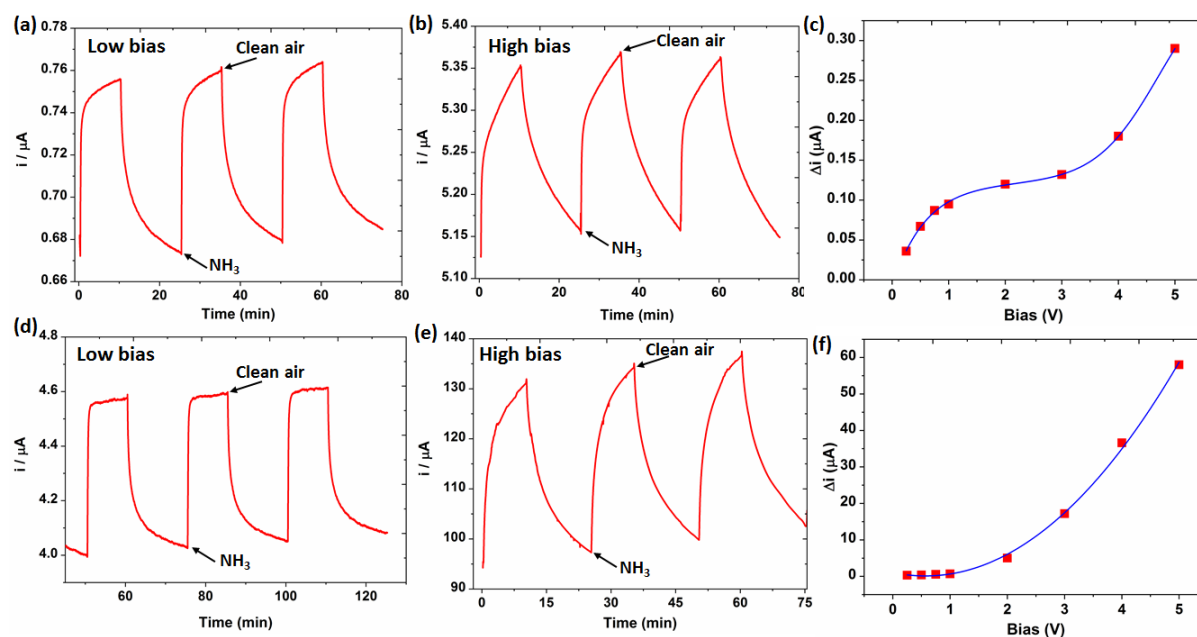 (a)
Low bias
Clean air
NH₃
i / µA
0.78
0.76
0.74
0.72
0.70
0.68
0.66
0 20 40 60 80
Time (min)
(b)
High bias
Clean air
NH₃
i / µA
5.40
5.35
5.30
5.25
5.20
5.15
5.10
0 10 20 30 40 50 60 70 80
Time (min)
(c)
Δi (µA)
0.30
0.25
0.20
0.15
0.10
0.05
0.00
0 1 2 3 4 5
Bias (V)
(d)
Low bias
Clean air
NH₃
i / µA
4.8
4.6
4.4
4.2
4.0
60 80 100 120
Time (min)
(e)
High bias
Clean air
NH₃
i / µA
140
130
120
110
100
90
0 15 30 45 60 75
Time (min)
(f)
Δi (µA)
60
50
40
30
20
10
0
0 1 2 3 4 5
Bias (V)